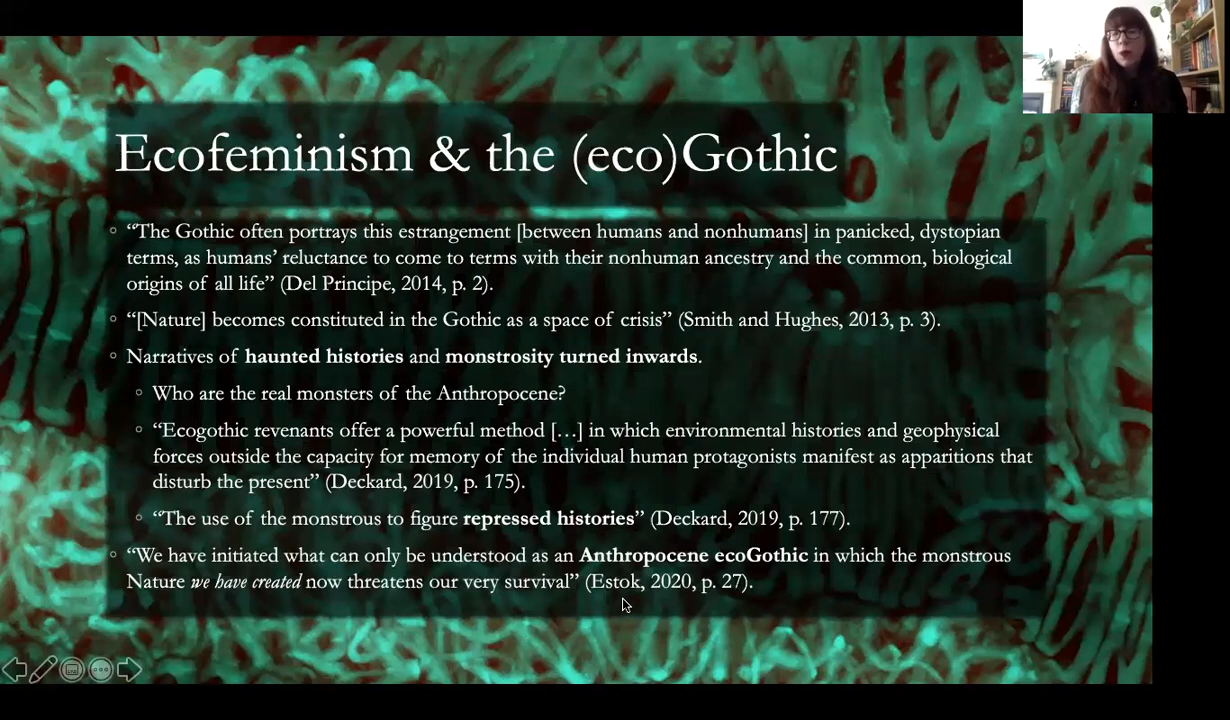 Ecofeminism & the (eco)Gothic
◦ “The Gothic often portrays this estrangement [between humans and nonhumans] in panicked, dystopian
terms, as humans’ reluctance to come to terms with their nonhuman ancestry and the common, biological
origins of all life” (Del Principe, 2014, p. 2).
◦ “[Nature] becomes constituted in the Gothic as a space of crisis” (Smith and Hughes, 2013, p. 3).
◦ Narratives of haunted histories and monstrosity turned inwards.
◦ Who are the real monsters of the Anthropocene?
◦ “Ecogothic revenants offer a powerful method […] in which environmental histories and geophysical
forces outside the capacity for memory of the individual human protagonists manifest as apparitions that
disturb the present” (Deckard, 2019, p. 175).
◦ “The use of the monstrous to figure repressed histories” (Deckard, 2019, p. 177).
◦ “We have initiated what can only be understood as an Anthropocene ecoGothic in which the monstrous
Nature we have created now threatens our very survival” (Estok, 2020, p. 27).